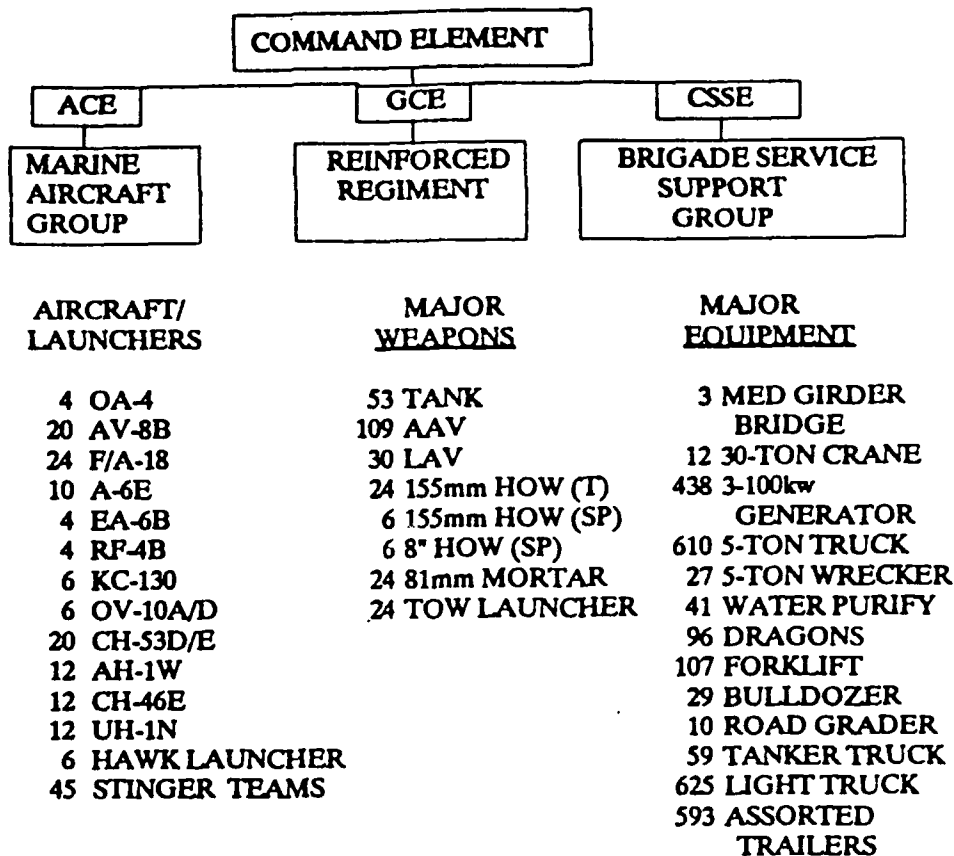 COMMAND ELEMENT
ACE
GCE
CSSE
MARINE
AIRCRAFT
GROUP
REINFORCED
REGIMENT
BRIGADE SERVICE
SUPPORT
GROUP
AIRCRAFT/
LAUNCHERS
4 OA-4
20 AV-8B
24 F/A-18
10 A-6E
4 EA-6B
4 RF-4B
6 KC-130
6 OV-10A/D
20 CH-53D/E
12 AH-1W
12 CH-46E
12 UH-1N
6 HAWK LAUNCHER
45 STINGER TEAMS
MAJOR
WEAPONS
53 TANK
109 AAV
30 LAV
24 155mm HOW (T)
6 155mm HOW (SP)
6 8" HOW (SP)
24 81mm MORTAR
24 TOW LAUNCHER
MAJOR
EQUIPMENT
3 MED GIRDER
BRIDGE
12 30-TON CRANE
438 3-100kw
GENERATOR
610 5-TON TRUCK
27 5-TON WRECKER
41 WATER PURIFY
96 DRAGONS
107 FORKLIFT
29 BULLDOZER
10 ROAD GRADER
59 TANKER TRUCK
625 LIGHT TRUCK
593 ASSORTED
TRAILERS